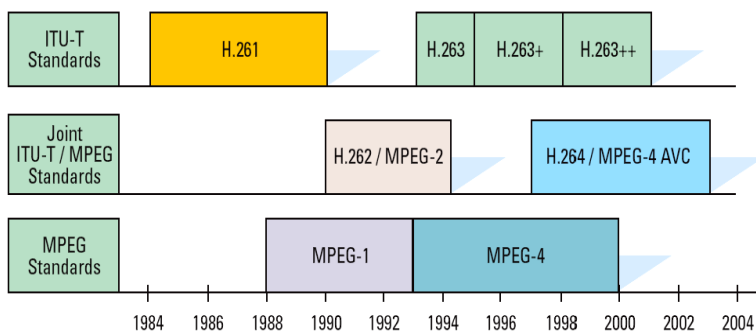 ITU-T
Standards
H.261
H.263
H.263+
H.263++
Joint
ITU-T / MPEG
Standards
H.262 / MPEG-2
H.264 / MPEG-4 AVC
MPEG
Standards
MPEG-1
MPEG-4
1984 1986 1988 1990 1992 1994 1996 1998 2000 2002 2004